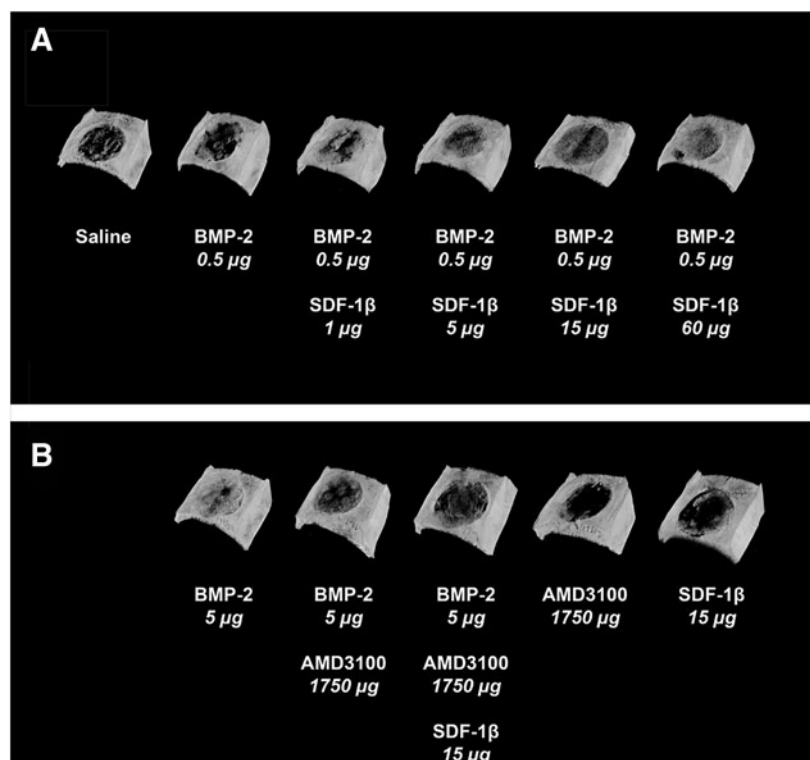 A
Saline
BMP-2
0.5 µg
BMP-2
0.5 µg
SDF-1β
1 µg
BMP-2
0.5 µg
SDF-1β
5 µg
BMP-2
0.5 µg
SDF-1β
15 µg
BMP-2
0.5 µg
SDF-1β
60 µg
B
BMP-2
5 µg
BMP-2
5 µg
AMD3100
1750 µg
BMP-2
5 µg
AMD3100
1750 µg
SDF-1β
15 µg
AMD3100
1750 µg
SDF-1β
15 µg